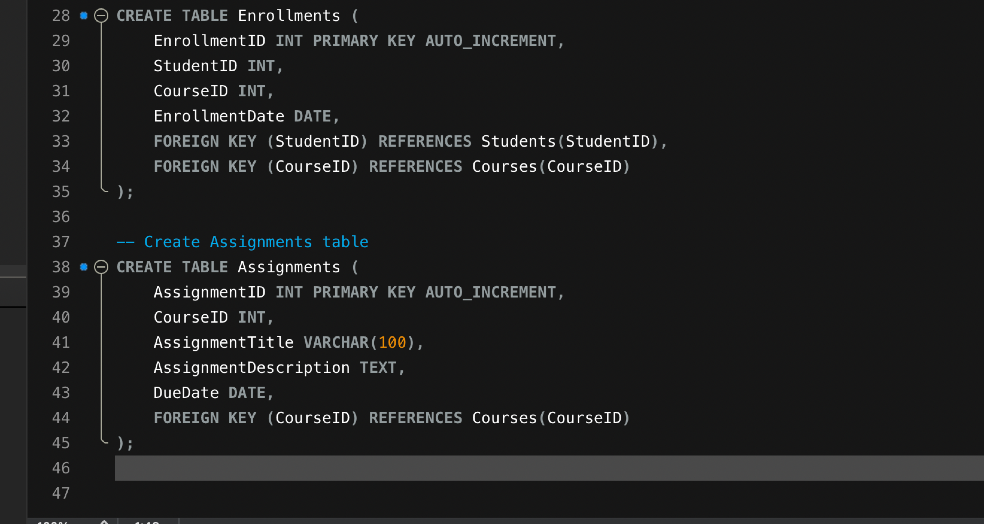 28 CREATE TABLE Enrollments (
29 EnrollmentID INT PRIMARY KEY AUTO_INCREMENT,
30 StudentID INT,
31 CourseID INT,
32 EnrollmentDate DATE,
33 FOREIGN KEY (StudentID) REFERENCES Students(StudentID),
34 FOREIGN KEY (CourseID) REFERENCES Courses(CourseID)
35 );
36
37 -- Create Assignments table
38 CREATE TABLE Assignments (
39 AssignmentID INT PRIMARY KEY AUTO_INCREMENT,
40 CourseID INT,
41 AssignmentTitle VARCHAR(100),
42 AssignmentDescription TEXT,
43 DueDate DATE,
44 FOREIGN KEY (CourseID) REFERENCES Courses(CourseID)
45 );
46
47